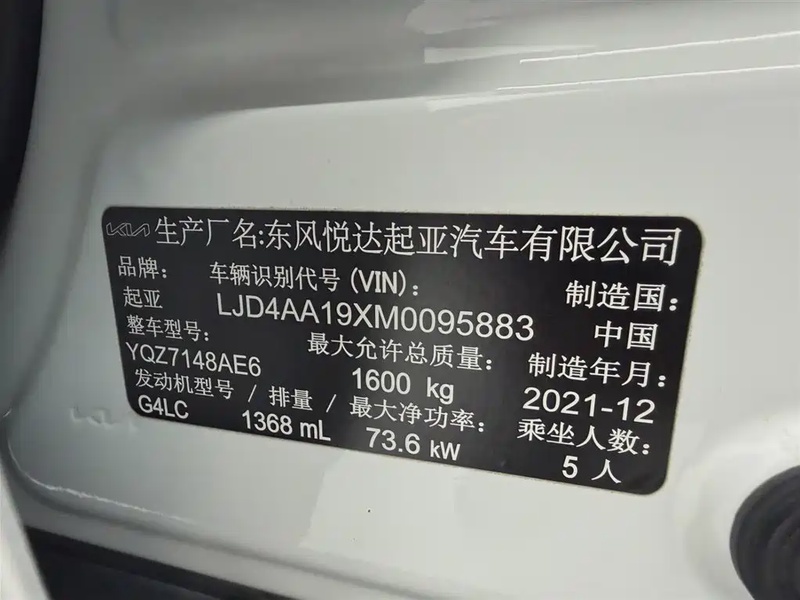 KIA 生产厂名:东风悦达起亚汽车有限公司
品牌: 车辆识别代号(VIN): 制造国:
起亚 LJD4AA19XM0095883 中国
整车型号: 最大允许总质量: 制造年月:
YQZ7148AE6 1600 kg 2021-12
发动机型号 / 排量 / 最大净功率: 乘坐人数:
G4LC 1368 mL 73.6 kW 5 人